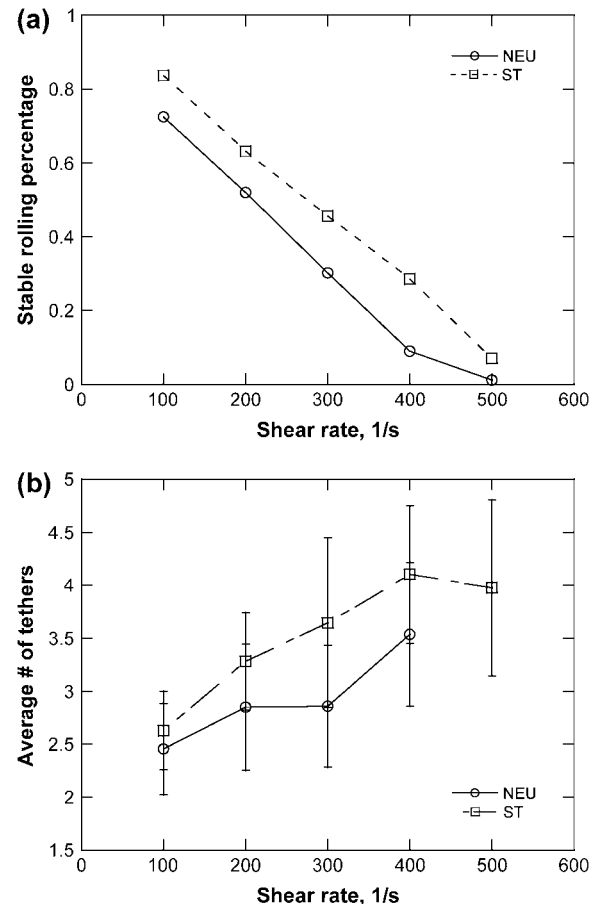 (a)
1
0.8
0.6
0.4
0.2
0
Stable rolling percentage
NEU
ST
0 100 200 300 400 500 600
Shear rate, 1/s
(b)
5
4.5
4
3.5
3
2.5
2
1.5
Average # of tethers
NEU
ST
0 100 200 300 400 500 600
Shear rate, 1/s